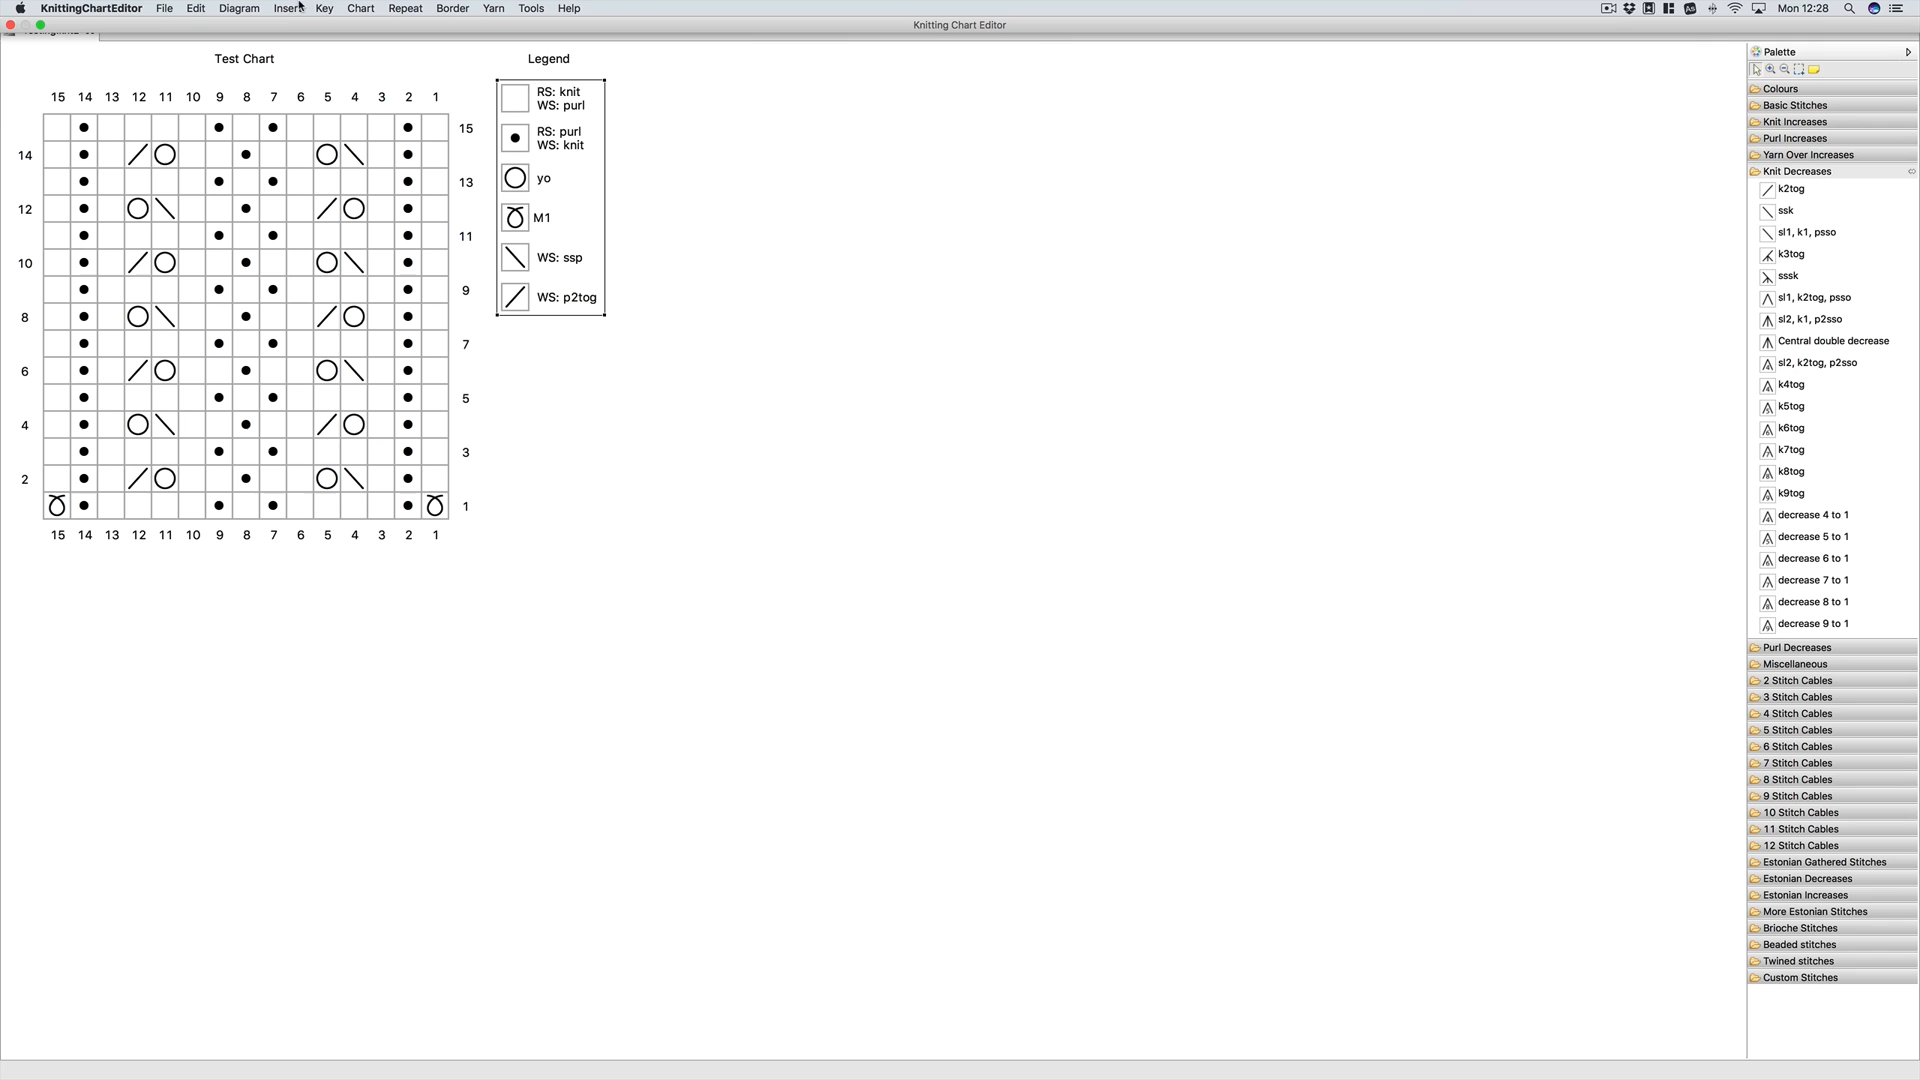 KnittingChartEditor File Edit Diagram Insert Key Chart Repeat Border Yarn Tools Help Mon 12:28
Knitting Chart Editor
Test Chart
15 14 13 12 11 10 9 8 7 6 5 4 3 2 1
15
14
13
12
11
10
9
8
7
6
5
4
3
2
1
15 14 13 12 11 10 9 8 7 6 5 4 3 2 1
Legend
RS: knit
WS: purl
RS: purl
WS: knit
yo
M1
WS: ssp
WS: p2tog
Palette
Colours
Basic Stitches
Knit Increases
Purl Increases
Yarn Over Increases
Knit Decreases
k2tog
ssk
sl1, k1, psso
k3tog
sssk
sl1, k2tog, psso
sl2, k1, p2sso
Central double decrease
sl2, k2tog, p2sso
k4tog
k5tog
k6tog
k7tog
k8tog
k9tog
decrease 4 to 1
decrease 5 to 1
decrease 6 to 1
decrease 7 to 1
decrease 8 to 1
decrease 9 to 1
Purl Decreases
Miscellaneous
2 Stitch Cables
3 Stitch Cables
4 Stitch Cables
5 Stitch Cables
6 Stitch Cables
7 Stitch Cables
8 Stitch Cables
9 Stitch Cables
10 Stitch Cables
11 Stitch Cables
12 Stitch Cables
Estonian Gathered Stitches
Estonian Decreases
Estonian Increases
More Estonian Stitches
Brioche Stitches
Beaded stitches
Twined stitches
Custom Stitches